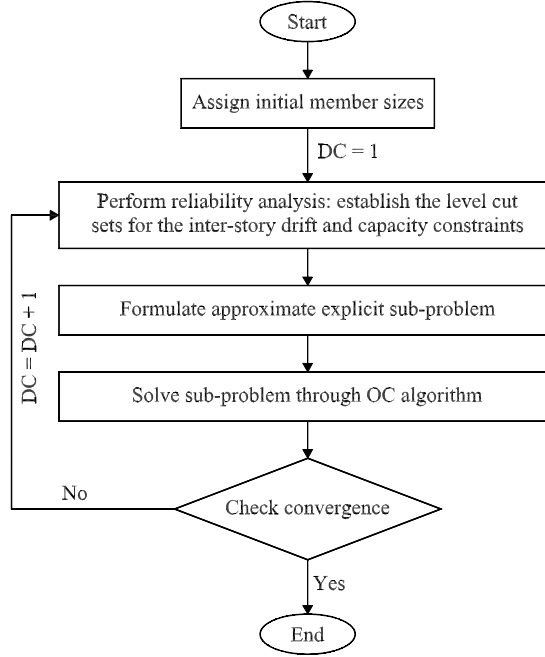 Start
Assign initial member sizes
DC = 1
Perform reliability analysis: establish the level cut
sets for the inter-story drift and capacity constraints
Formulate approximate explicit sub-problem
DC = DC + 1
Solve sub-problem through OC algorithm
No
Check convergence
Yes
End